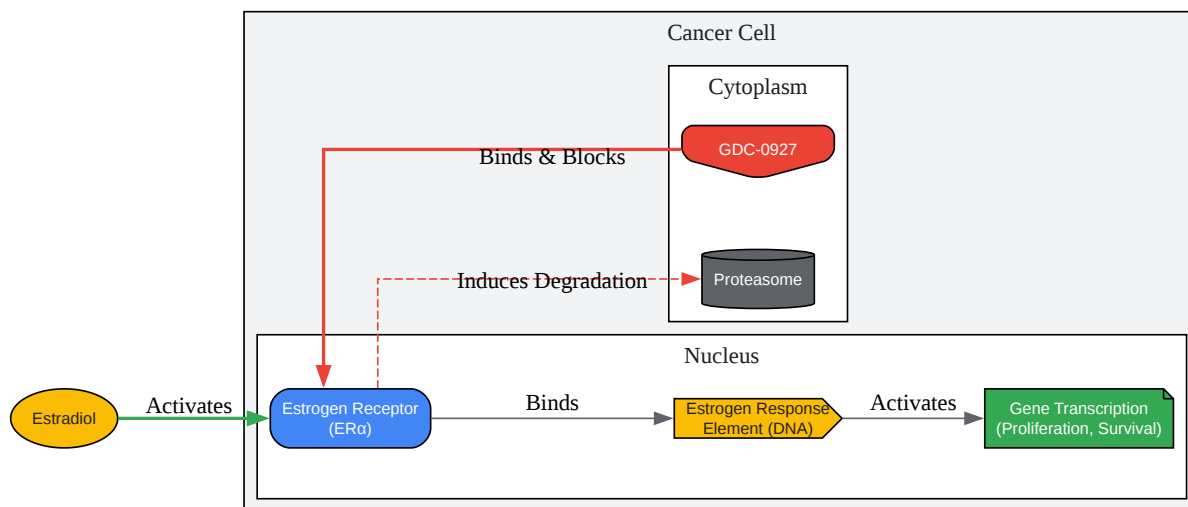 Cancer Cell
Cytoplasm
GDC-0927
Binds & Blocks
Induces Degradation
Proteasome
Nucleus
Estradiol
Activates
Estrogen Receptor
(ERα)
Binds
Estrogen Response
Element (DNA)
Activates
Gene Transcription
(Proliferation, Survival)